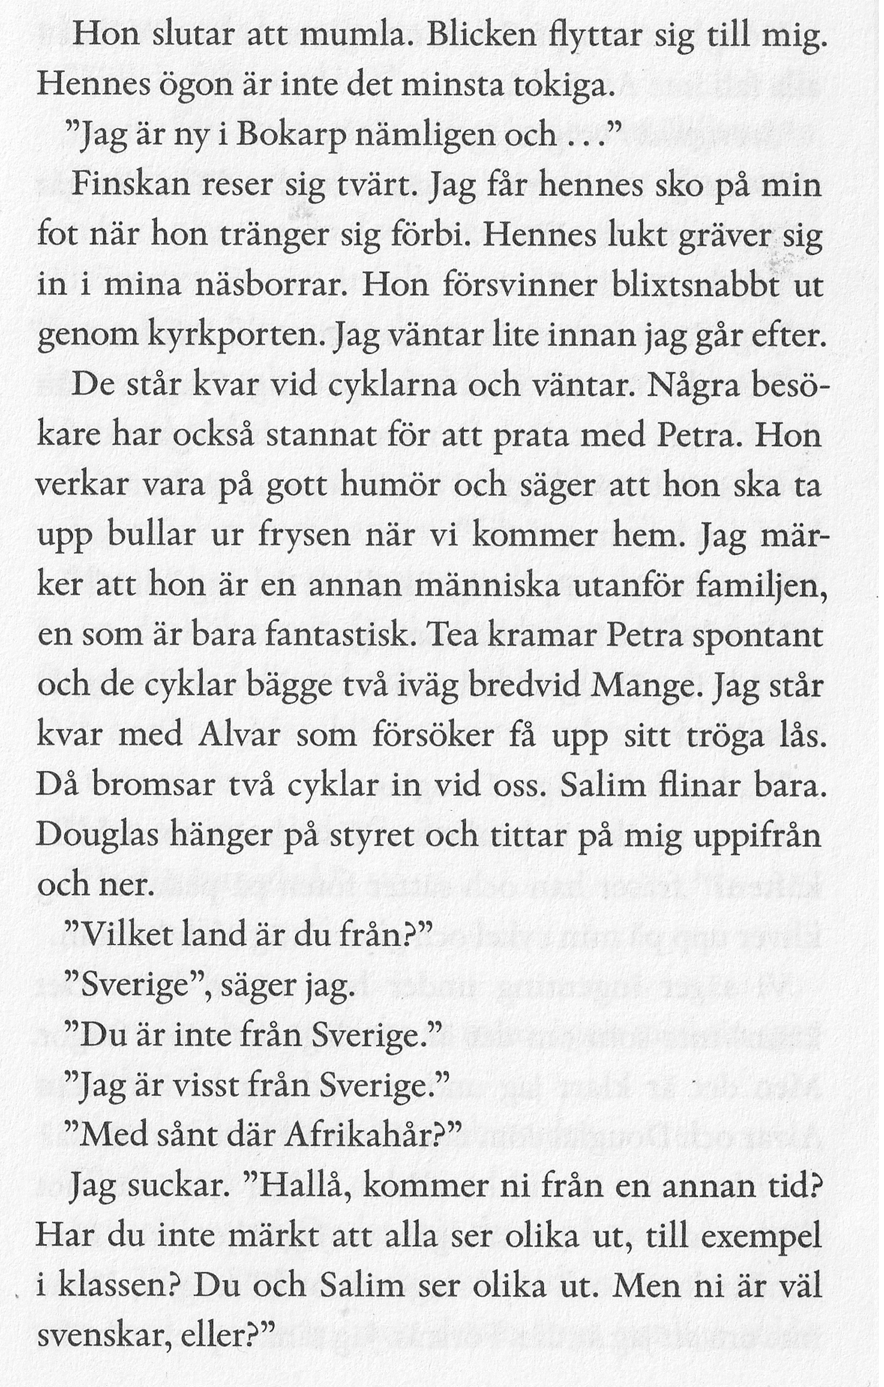 Hon slutar att mumla. Blicken flyttar sig till mig.
Hennes ögon är inte det minsta tokiga.
”Jag är ny i Bokarp nämligen och . . .”
Finskan reser sig tvärt. Jag får hennes sko på min
fot när hon tränger sig förbi. Hennes lukt gräver sig
in i mina näsborrar. Hon försvinner blixtsnabbt ut
genom kyrkporten. Jag väntar lite innan jag går efter.
De står kvar vid cyklarna och väntar. Några besö-
kare har också stannat för att prata med Petra. Hon
verkar vara på gott humör och säger att hon ska ta
upp bullar ur frysen när vi kommer hem. Jag mär-
ker att hon är en annan människa utanför familjen,
en som är bara fantastisk. Tea kramar Petra spontant
och de cyklar bägge två iväg bredvid Mange. Jag står
kvar med Alvar som försöker få upp sitt tröga lås.
Då bromsar två cyklar in vid oss. Salim flinar bara.
Douglas hänger på styret och tittar på mig uppifrån
och ner.
”Vilket land är du från?”
”Sverige”, säger jag.
”Du är inte från Sverige.”
”Jag är visst från Sverige.”
”Med sånt där Afrikahår?”
Jag suckar. ”Hallå, kommer ni från en annan tid?
Har du inte märkt att alla ser olika ut, till exempel
i klassen? Du och Salim ser olika ut. Men ni är väl
svenskar, eller?”